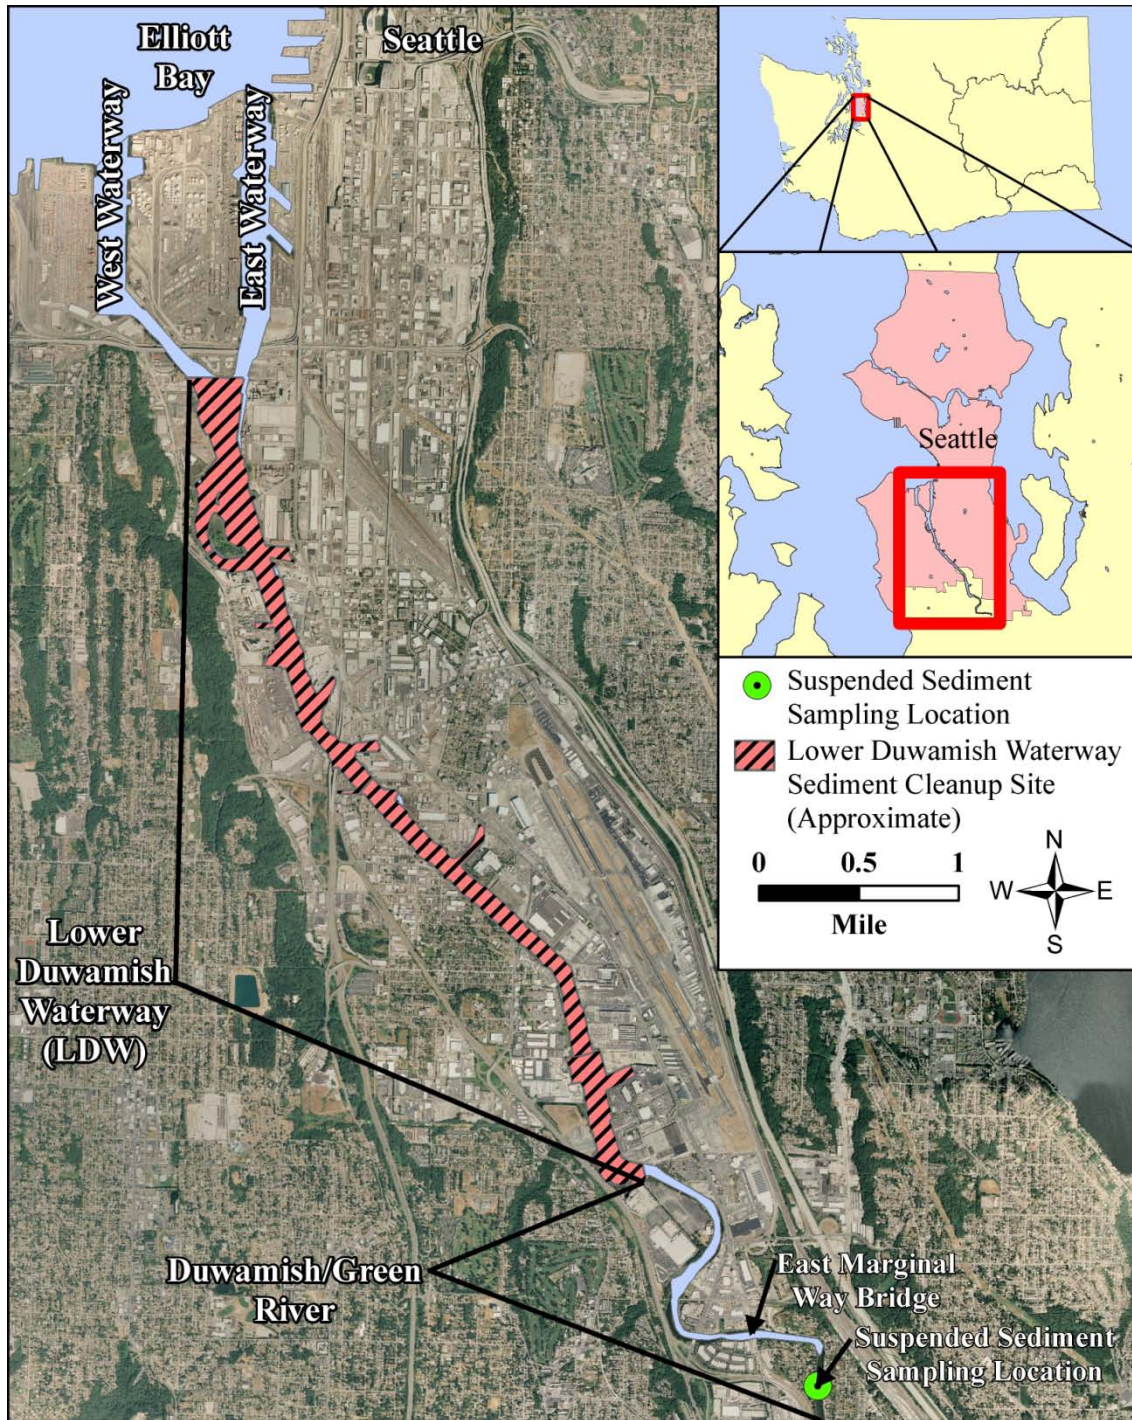 Elliott
Bay
Seattle
West Waterway
East Waterway
Seattle
Suspended Sediment
Sampling Location
Lower Duwamish Waterway
Sediment Cleanup Site
(Approximate)
0 0.5 1
Mile
N
W E
S
Lower
Duwamish
Waterway
(LDW)
Duwamish/Green
River
East Marginal
Way Bridge
Suspended Sediment
Sampling Location